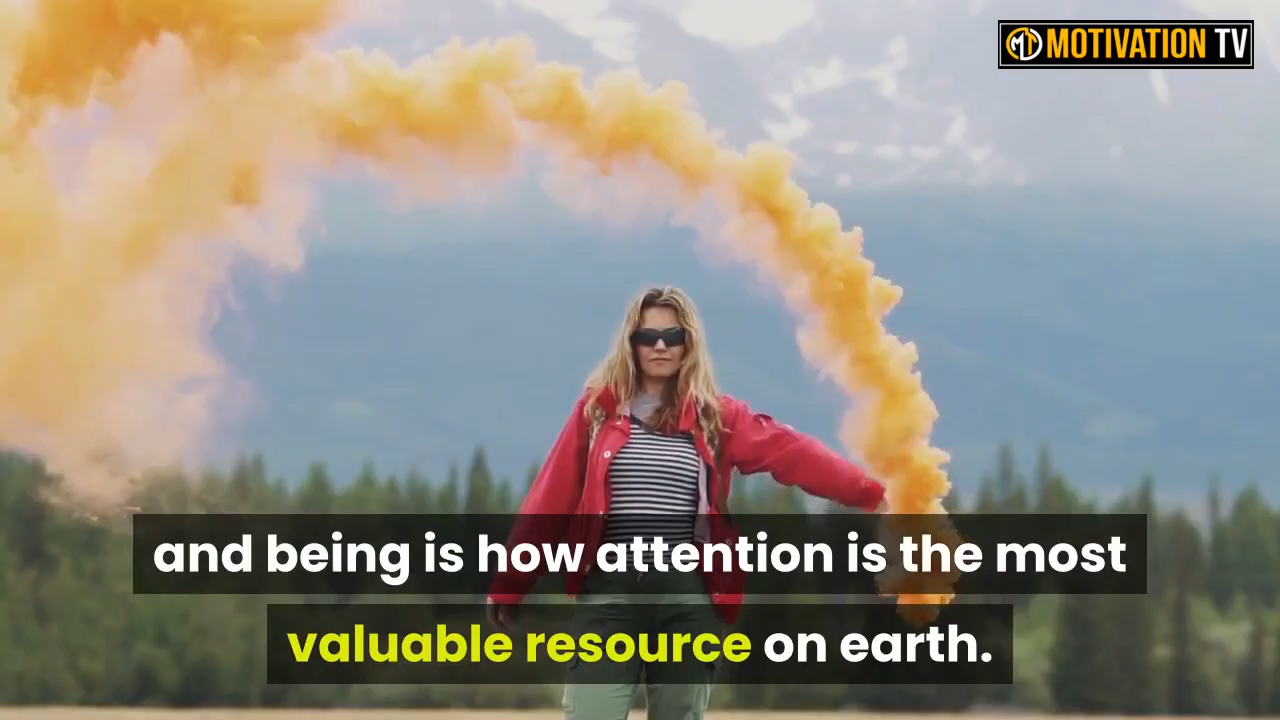 MOTIVATION TV
and being is how attention is the most
valuable resource on earth.